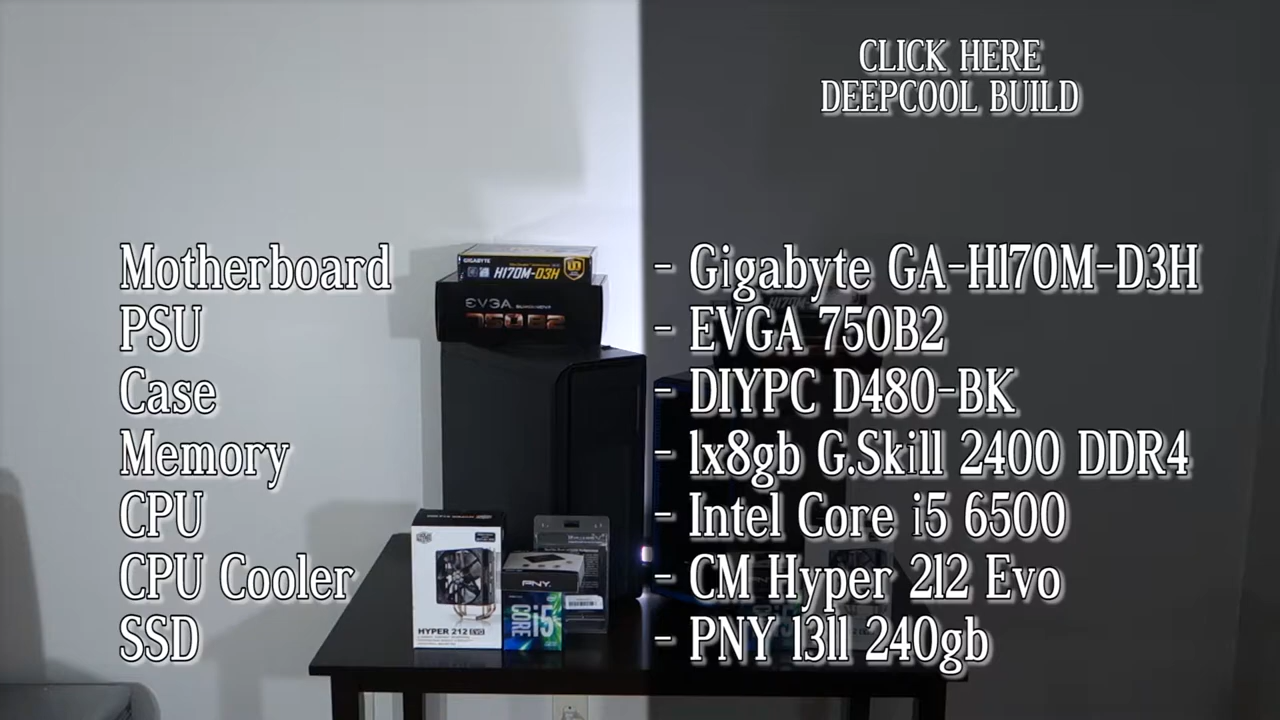 CLICK HERE
DEEPCOOL BUILD
Motherboard - Gigabyte GA-H170M-D3H
PSU - EVGA 750B2
Case - DIYPC D480-BK
Memory - 1x8gb G.Skill 2400 DDR4
CPU - Intel Core i5 6500
CPU Cooler - CM Hyper 212 Evo
SSD - PNY 1311 240gb
GIGABYTE
H170M-D3H
EVGA
750 B2
PNY
CORE i5
HYPER 212 EVO